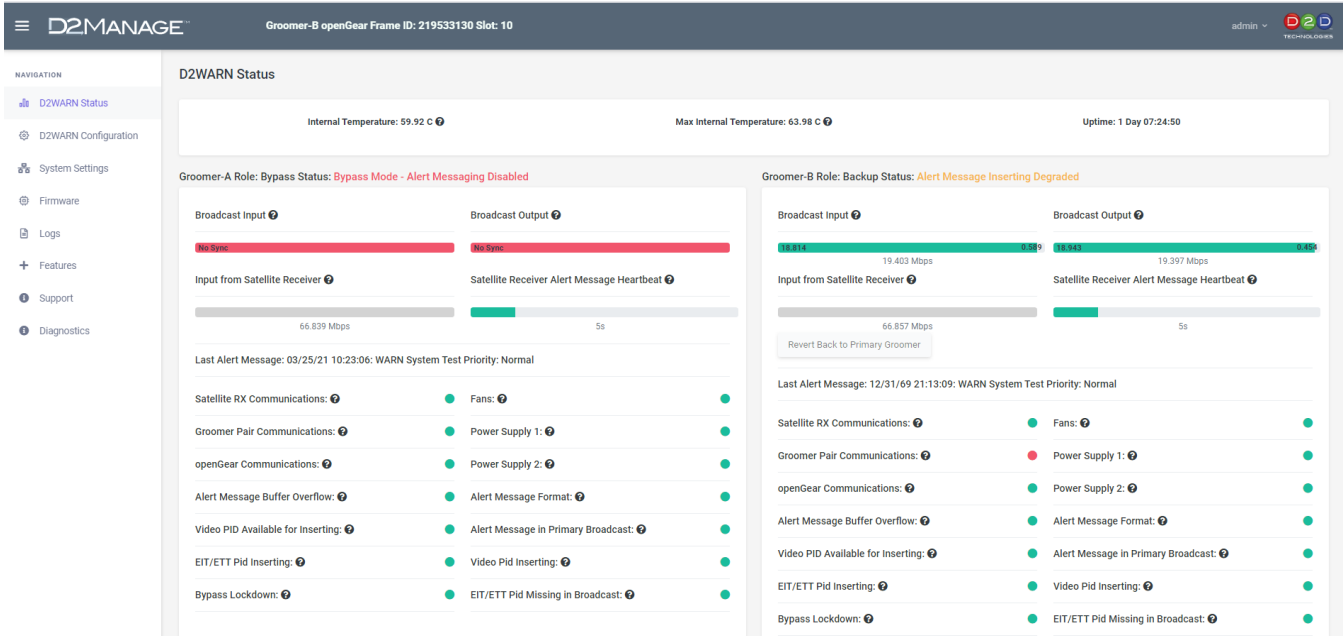 D2MANAGE™
Groomer-B openGear Frame ID: 219533130 Slot: 10
admin
D2D
TECHNOLOGIES
NAVIGATION
D2WARN Status
D2WARN Configuration
System Settings
Firmware
Logs
Features
Support
Diagnostics
D2WARN Status
Internal Temperature: 59.92 C ?
Max Internal Temperature: 63.98 C ?
Uptime: 1 Day 07:24:50
Groomer-A Role: Bypass Status: Bypass Mode - Alert Messaging Disabled
Broadcast Input ?
Broadcast Output ?
No Sync
No Sync
Input from Satellite Receiver ?
Satellite Receiver Alert Message Heartbeat ?
66.839 Mbps
5s
Last Alert Message: 03/25/21 10:23:06: WARN System Test Priority: Normal
Satellite RX Communications: ?
Fans: ?
Groomer Pair Communications: ?
Power Supply 1: ?
openGear Communications: ?
Power Supply 2: ?
Alert Message Buffer Overflow: ?
Alert Message Format: ?
Video PID Available for Inserting: ?
Alert Message in Primary Broadcast: ?
EIT/ETT Pid Inserting: ?
Video Pid Inserting: ?
Bypass Lockdown: ?
EIT/ETT Pid Missing in Broadcast: ?
Groomer-B Role: Backup Status: Alert Message Inserting Degraded
Broadcast Input ?
Broadcast Output ?
18.814 0.589
18.943 0.454
19.403 Mbps
19.397 Mbps
Input from Satellite Receiver ?
Satellite Receiver Alert Message Heartbeat ?
66.857 Mbps
5s
Revert Back to Primary Groomer
Last Alert Message: 12/31/69 21:13:09: WARN System Test Priority: Normal
Satellite RX Communications: ?
Fans: ?
Groomer Pair Communications: ?
Power Supply 1: ?
openGear Communications: ?
Power Supply 2: ?
Alert Message Buffer Overflow: ?
Alert Message Format: ?
Video PID Available for Inserting: ?
Alert Message in Primary Broadcast: ?
EIT/ETT Pid Inserting: ?
Video Pid Inserting: ?
Bypass Lockdown: ?
EIT/ETT Pid Missing in Broadcast: ?